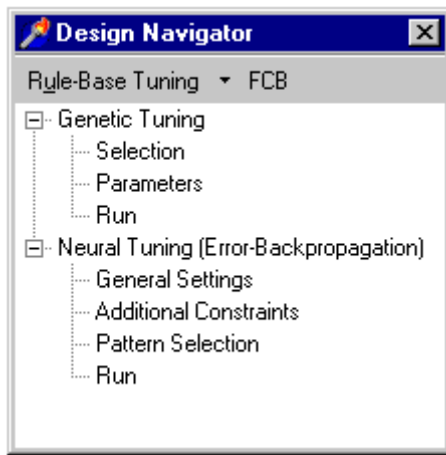 Design Navigator
Rule-Base Tuning FCB
Genetic Tuning
Selection
Parameters
Run
Neural Tuning (Error-Backpropagation)
General Settings
Additional Constraints
Pattern Selection
Run